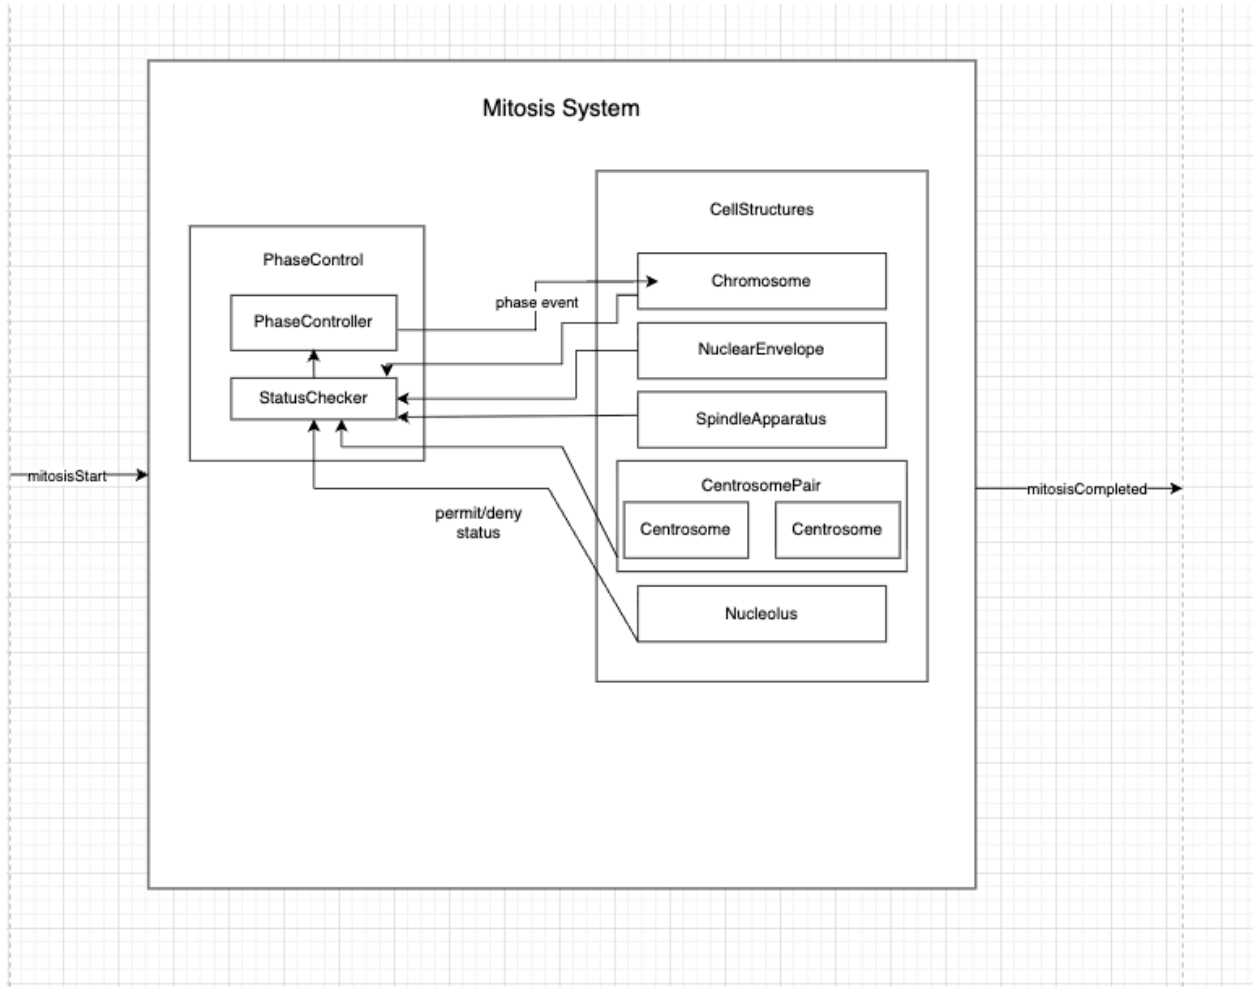 Mitosis System
CellStructures
PhaseControl
Chromosome
phase event
PhaseController
NuclearEnvelope
StatusChecker
SpindleApparatus
mitosisStart
CentrosomePair
mitosisCompleted
permit/deny
status
Centrosome
Centrosome
Nucleolus